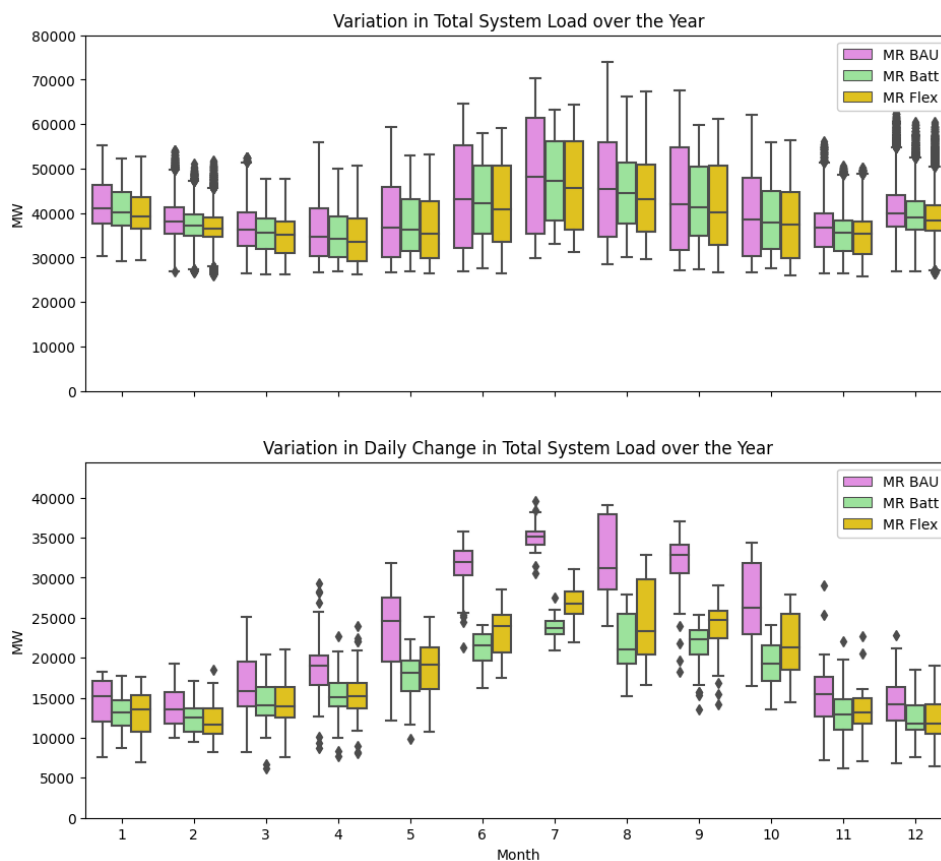 Variation in Total System Load over the Year
80000
70000
60000
50000
40000
30000
20000
10000
0
MW
MR BAU
MR Batt
MR Flex
Variation in Daily Change in Total System Load over the Year
40000
35000
30000
25000
20000
15000
10000
5000
0
MW
MR BAU
MR Batt
MR Flex
1 2 3 4 5 6 7 8 9 10 11 12
Month